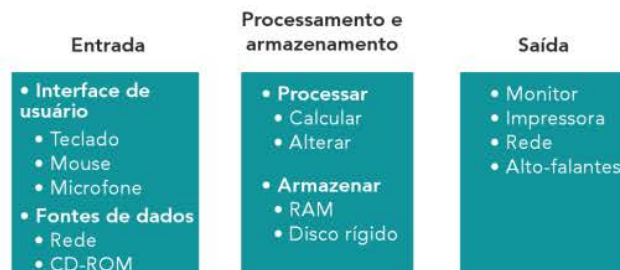 Entrada
• Interface de
usuário
• Teclado
• Mouse
• Microfone
• Fontes de dados
• Rede
• CD-ROM
Processamento e
armazenamento
• Processar
• Calcular
• Alterar
• Armazenar
• RAM
• Disco rígido
Saída
• Monitor
• Impressora
• Rede
• Alto-falantes